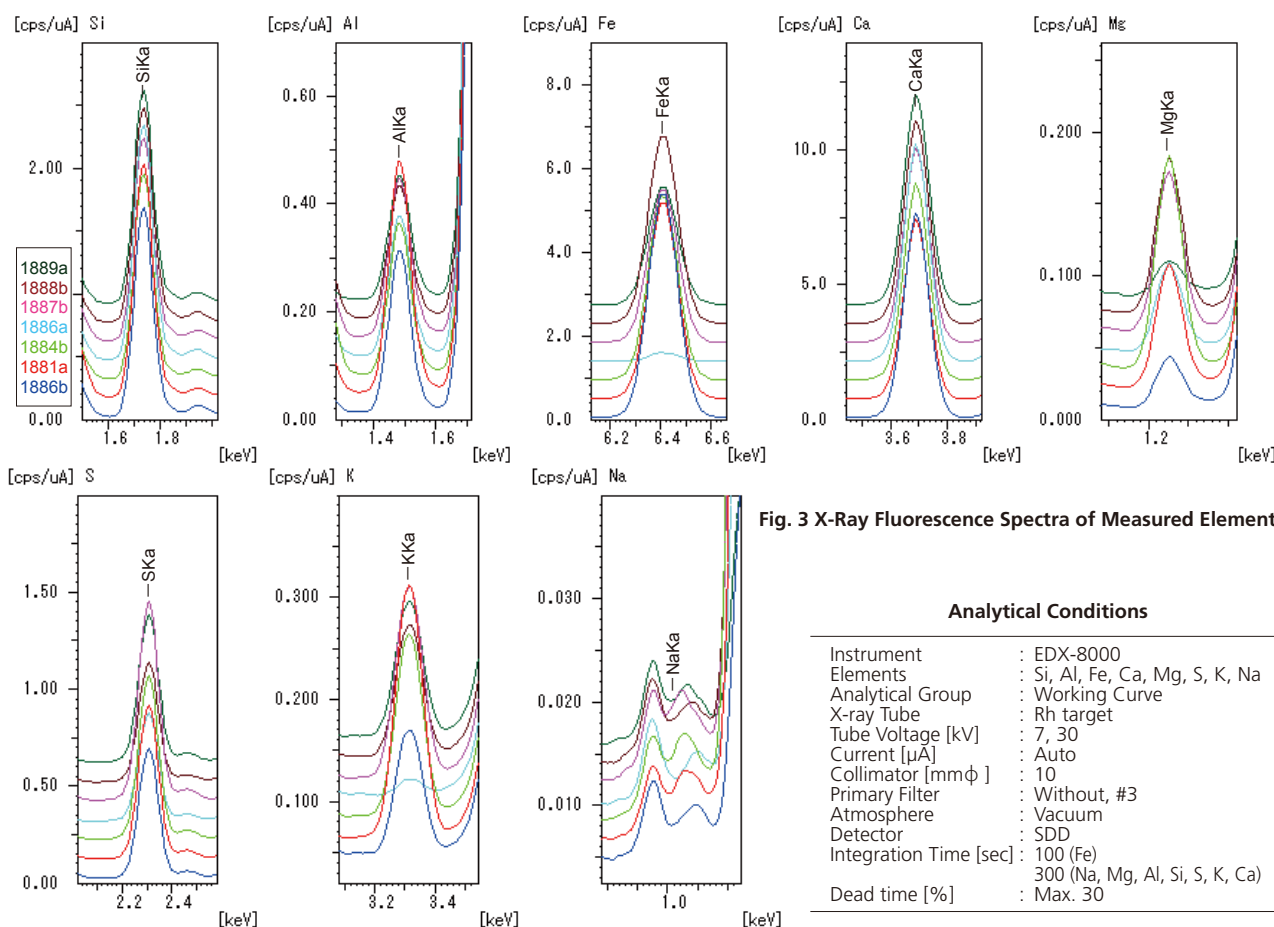 [cps/uA] Si
SiKa
2.00
0.00
1.6 1.8
[keV]
1889a
1888b
1887b
1886a
1884b
1881a
1886b
[cps/uA] Al
AlKa
0.60
0.40
0.20
0.00
1.4 1.6
[keV]
[cps/uA] Fe
FeKa
8.0
6.0
4.0
2.0
0.0
6.2 6.4 6.6
[keV]
[cps/uA] Ca
CaKa
10.0
5.0
0.0
3.6 3.8
[keV]
[cps/uA] Mg
MgKa
0.200
0.100
0.000
1.2
[keV]
[cps/uA] S
SKa
1.50
1.00
0.50
0.00
2.2 2.4
[keV]
[cps/uA] K
KKa
0.300
0.200
0.100
3.2 3.4
[keV]
[cps/uA] Na
NaKa
0.030
0.020
0.010
1.0
[keV]
Fig. 3 X-Ray Fluorescence Spectra of Measured Element
Analytical Conditions
Instrument : EDX-8000
Elements : Si, Al, Fe, Ca, Mg, S, K, Na
Analytical Group : Working Curve
X-ray Tube : Rh target
Tube Voltage [kV] : 7, 30
Current [µA] : Auto
Collimator [mmϕ ] : 10
Primary Filter : Without, #3
Atmosphere : Vacuum
Detector : SDD
Integration Time [sec] : 100 (Fe)
300 (Na, Mg, Al, Si, S, K, Ca)
Dead time [%] : Max. 30